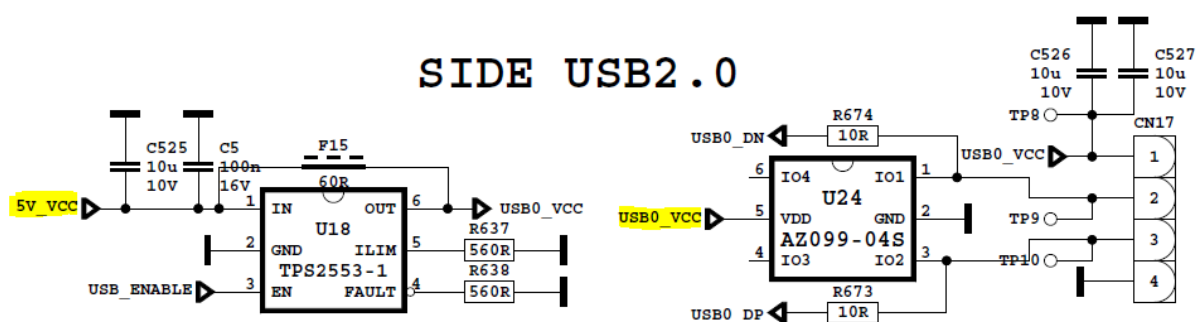 SIDE USB2.0
C526
10u
10V
C527
10u
10V
TP8
CN17
C525
10u
10V
C5
100n
16V
F15
60R
5V_VCC
1
IN
OUT
6
USB0_VCC
U18
2
GND
ILIM
5
R637
560R
TPS2553-1
USB_ENABLE
3
EN
FAULT
4
R638
560R
R674
USB0_DN
10R
USB0_VCC
1
6
IO4
IO1
1
U24
2
USB0_VCC
5
VDD
GND
2
TP9
AZ099-04S
3
4
IO3
IO2
3
TP10
4
R673
USB0_DP
10R